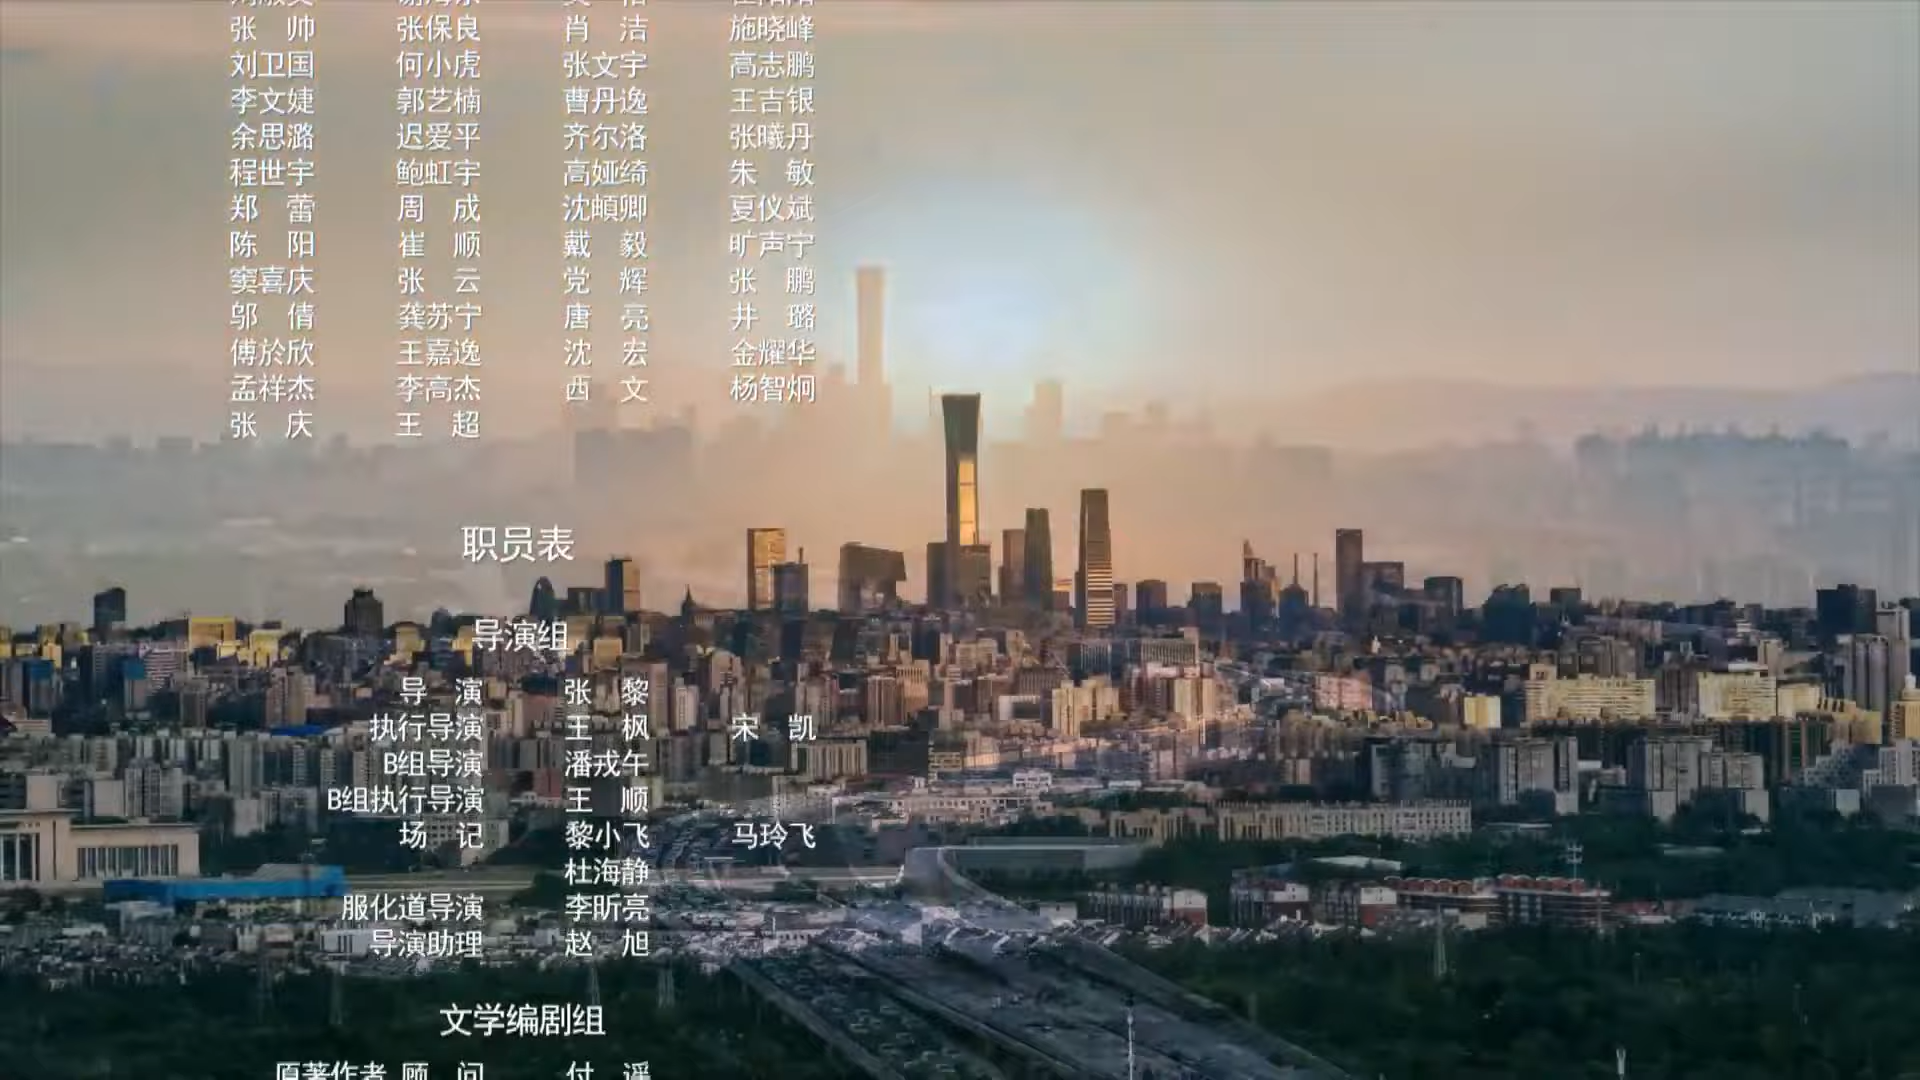 张 帅 张保良 肖 洁 施晓峰
刘卫国 何小虎 张文宇 高志鹏
李文婕 郭艺楠 曹丹逸 王吉银
余思潞 迟爱平 齐尔洛 张曦丹
程世宇 鲍虹宇 高娅绮 朱 敏
郑 蕾 周 成 沈頔卿 夏仪斌
陈 阳 崔 顺 戴 毅 旷声宁
窦喜庆 张 云 党 辉 张 鹏
邬 倩 龚苏宁 唐 亮 井 璐
傅於欣 王嘉逸 沈 宏 金耀华
孟祥杰 李高杰 西 文 杨智炯
张 庆 王 超
职员表
导演组
导 演 张 黎
执行导演 王 枫 宋 凯
B组导演 潘戎午
B组执行导演 王 顺
场 记 黎小飞 马玲飞
杜海静
服化道导演 李昕亮
导演助理 赵 旭
文学编剧组
原著作者 顾 问 付 遥